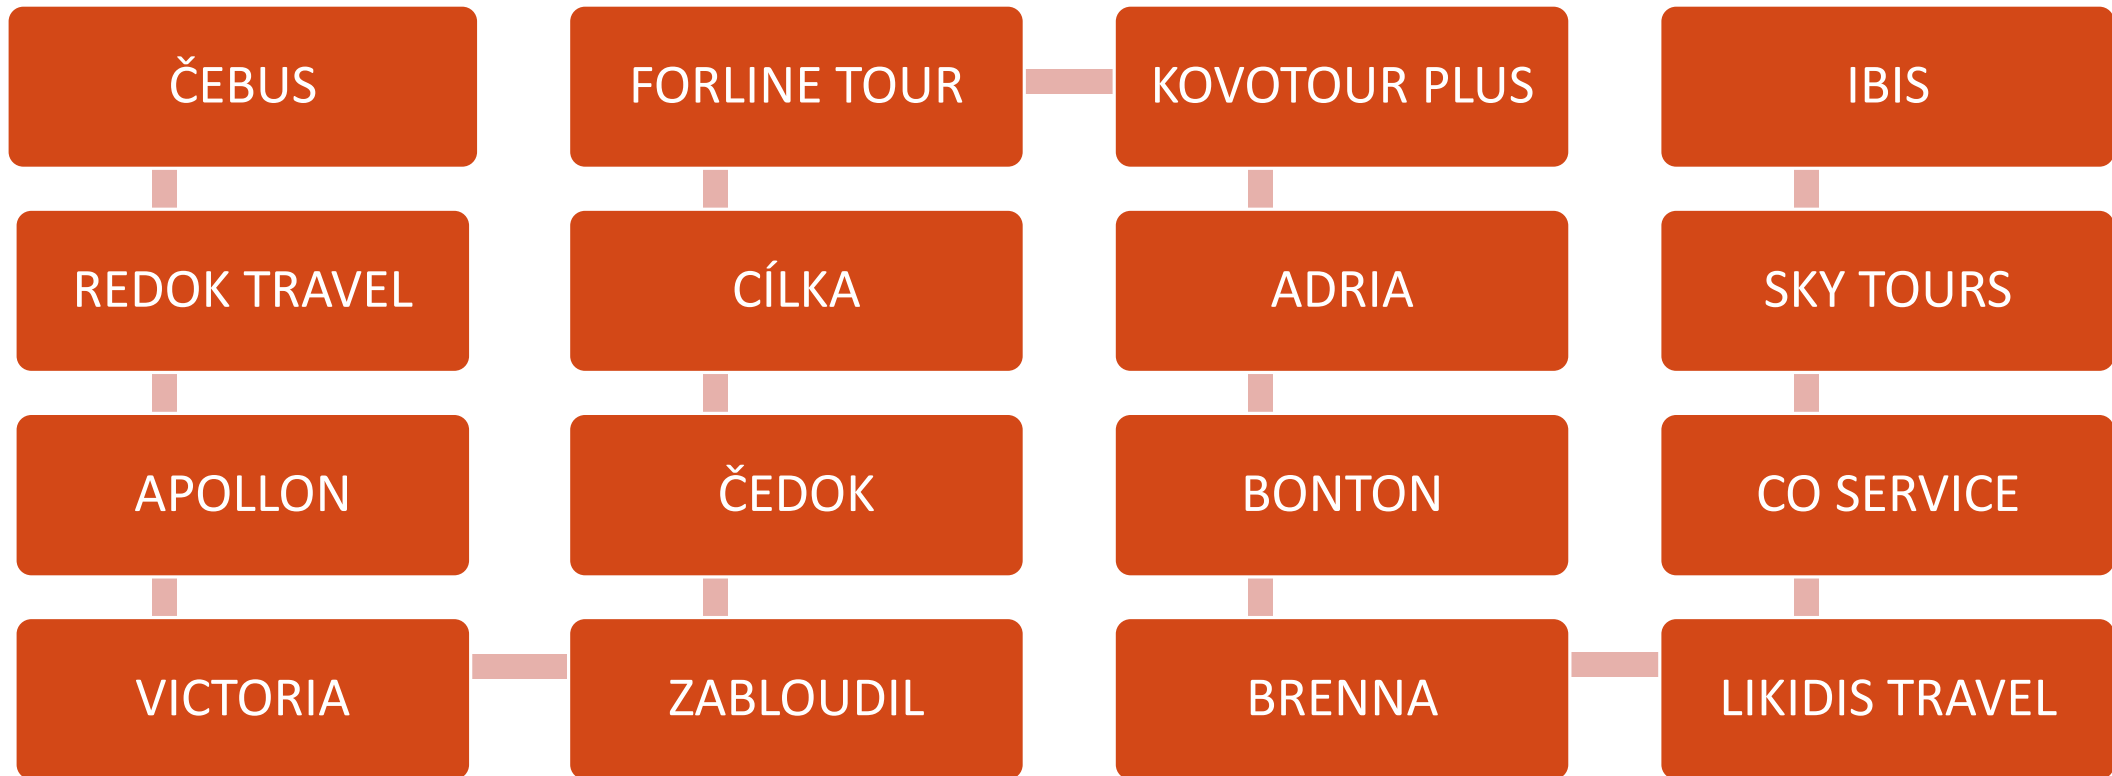 ČEBUS
REDOK TRAVEL
APOLLON
VICTORIA
ZABLOUDIL
ČEDOK
CÍLKA
FORLINE TOUR
KOVOTOUR PLUS
ADRIA
BONTON
BRENNA
LIKIDIS TRAVEL
CO SERVICE
SKY TOURS
IBIS